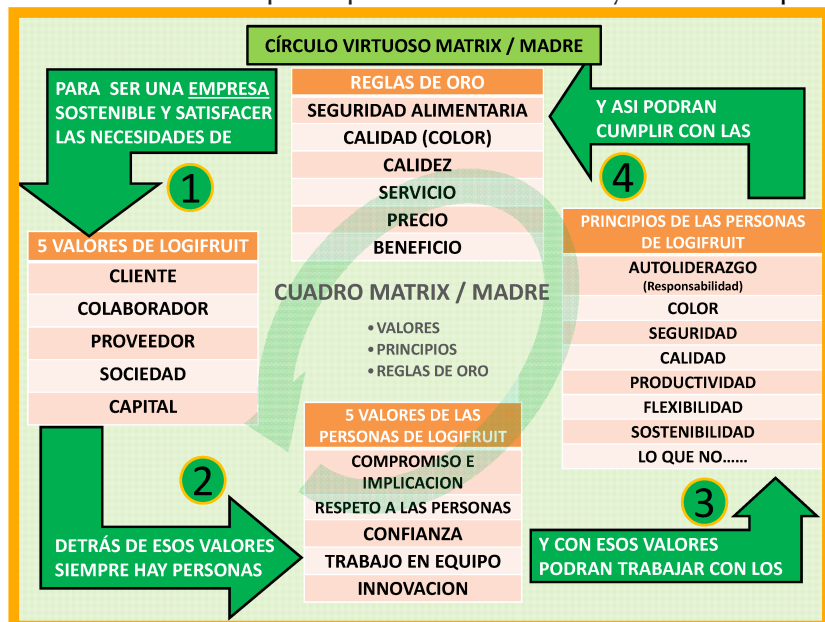 CÍRCULO VIRTUOSO MATRIX / MADRE
PARA SER UNA EMPRESA
SOSTENIBLE Y SATISFACER
LAS NECESIDADES DE
1
REGLAS DE ORO
SEGURIDAD ALIMENTARIA
CALIDAD (COLOR)
CALIDEZ
SERVICIO
PRECIO
BENEFICIO
Y ASI PODRAN
CUMPLIR CON LAS
4
5 VALORES DE LOGIFRUIT
CLIENTE
COLABORADOR
PROVEEDOR
SOCIEDAD
CAPITAL
CUADRO MATRIX / MADRE
• VALORES
• PRINCIPIOS
• REGLAS DE ORO
PRINCIPIOS DE LAS PERSONAS
DE LOGIFRUIT
AUTOLIDERAZGO
(Responsabilidad)
COLOR
SEGURIDAD
CALIDAD
PRODUCTIVIDAD
FLEXIBILIDAD
SOSTENIBILIDAD
LO QUE NO......
2
DETRÁS DE ESOS VALORES
SIEMPRE HAY PERSONAS
5 VALORES DE LAS
PERSONAS DE LOGIFRUIT
COMPROMISO E
IMPLICACION
RESPETO A LAS PERSONAS
CONFIANZA
TRABAJO EN EQUIPO
INNOVACION
3
Y CON ESOS VALORES
PODRAN TRABAJAR CON LOS